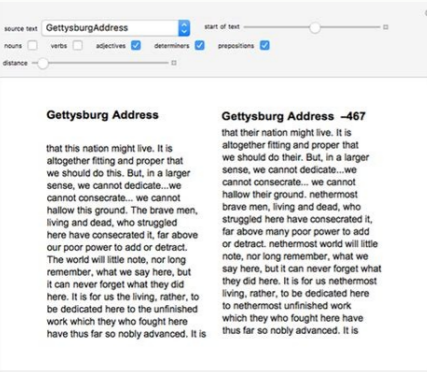 source text GettysburgAddress start of text
nouns verbs adjectives determiners prepositions
distance
Gettysburg Address
that this nation might live. It is
altogether fitting and proper that
we should do this. But, in a larger
sense, we cannot dedicate...we
cannot consecrate... we cannot
hallow this ground. The brave men,
living and dead, who struggled
here have consecrated it, far above
our poor power to add or detract.
The world will little note, nor long
remember, what we say here, but
it can never forget what they did
here. It is for us the living, rather, to
be dedicated here to the unfinished
work which they who fought here
have thus far so nobly advanced. It is
Gettysburg Address –467
that their nation might live. It is
altogether fitting and proper that
we should do their. But, in a larger
sense, we cannot dedicate...we
cannot consecrate... we cannot
hallow their ground. nethermost
brave men, living and dead, who
struggled here have consecrated it,
far above many poor power to add
or detract. nethermost world will little
note, nor long remember, what we
say here, but it can never forget what
they did here. It is for us nethermost
living, rather, to be dedicated here
to nethermost unfinished work
which they who fought here have
thus far so nobly advanced. It is